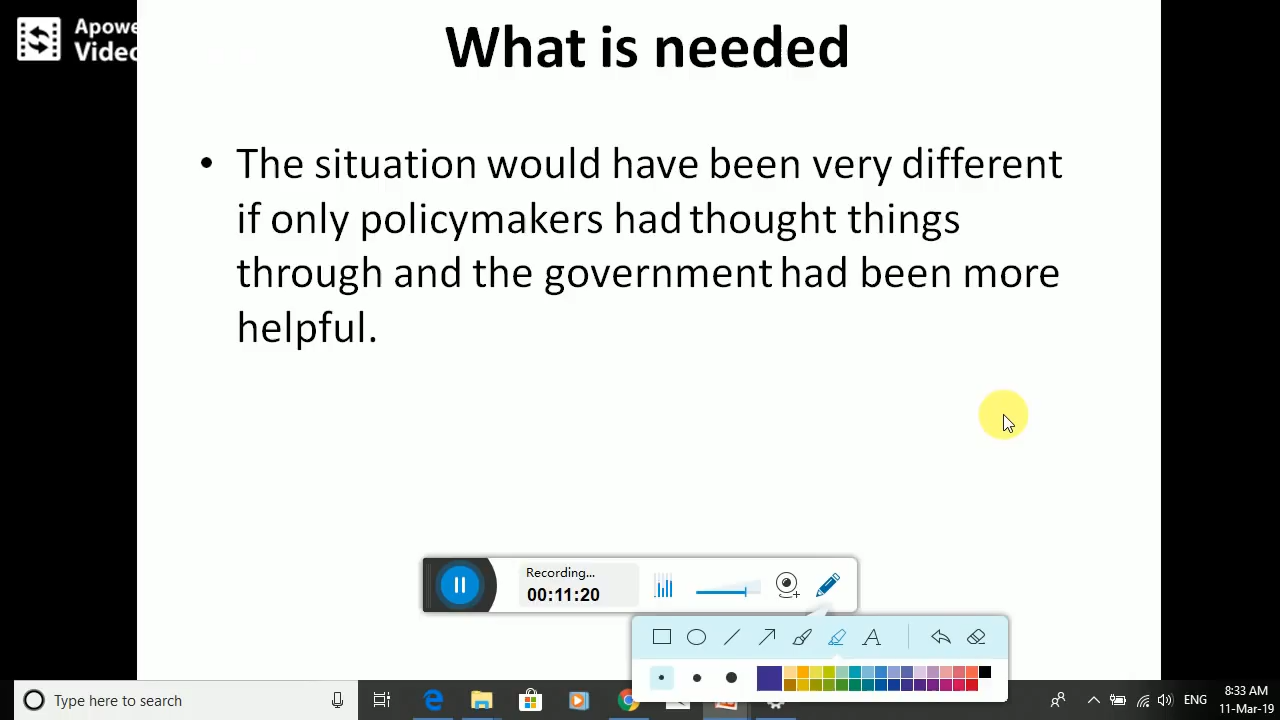 Apowe
Video
What is needed
• The situation would have been very different
if only policymakers had thought things
through and the government had been more
helpful.
Recording...
00:11:20
A
Type here to search
ENG
8:33 AM
11-Mar-19